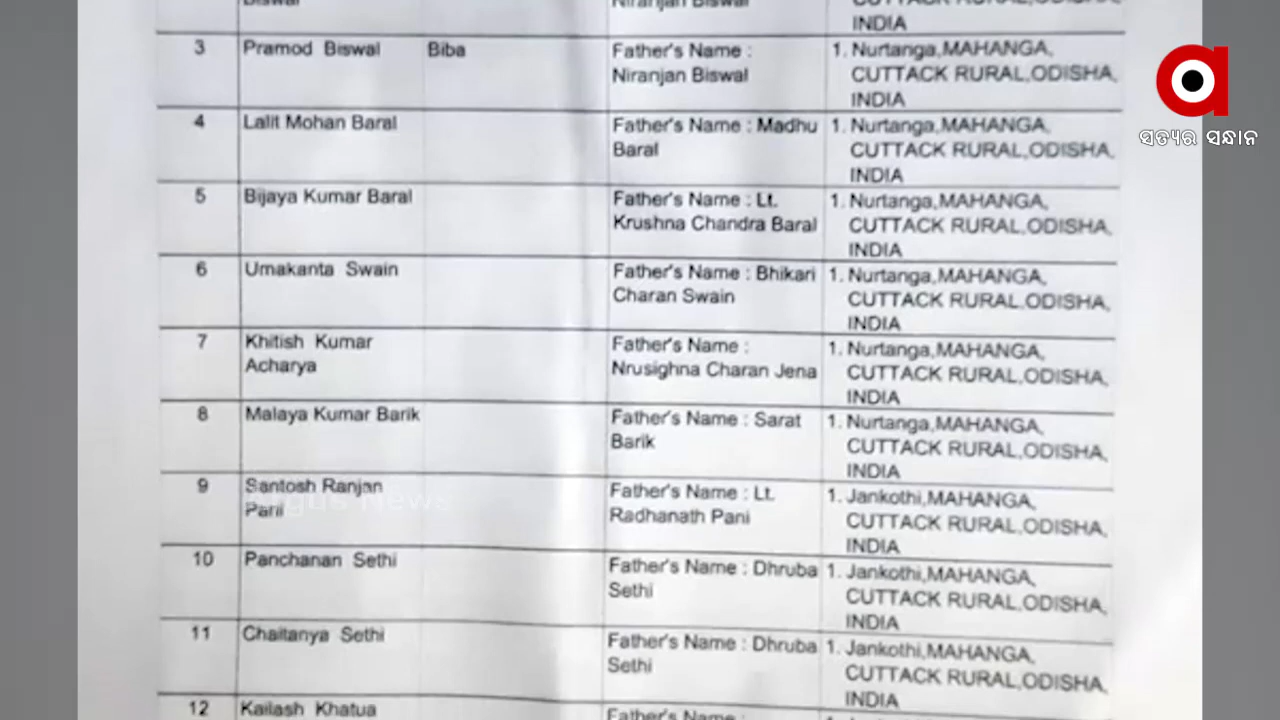 Biswal
Niranjan Biswal
CUTTACK RURAL,ODISHA,
INDIA
3 Pramod Biswal Biba Father's Name : 1. Nurtanga,MAHANGA,
Niranjan Biswal CUTTACK RURAL,ODISHA,
INDIA
4 Lalit Mohan Baral Father's Name : Madhu 1. Nurtanga,MAHANGA,
Baral CUTTACK RURAL,ODISHA,
INDIA
5 Bijaya Kumar Baral Father's Name : Lt. 1. Nurtanga,MAHANGA,
Krushna Chandra Baral CUTTACK RURAL,ODISHA,
INDIA
6 Umakanta Swain Father's Name : Bhikari 1. Nurtanga,MAHANGA,
Charan Swain CUTTACK RURAL,ODISHA,
INDIA
7 Khitish Kumar Father's Name : 1. Nurtanga,MAHANGA,
Acharya Nrusighna Charan Jena CUTTACK RURAL,ODISHA,
INDIA
8 Malaya Kumar Barik Father's Name : Sarat 1. Nurtanga,MAHANGA,
Barik CUTTACK RURAL,ODISHA,
INDIA
9 Santosh Ranjan Father's Name : Lt. 1. Jankothi,MAHANGA,
Pani Radhanath Pani CUTTACK RURAL,ODISHA,
INDIA
10 Panchanan Sethi Father's Name : Dhruba 1. Jankothi,MAHANGA,
Sethi CUTTACK RURAL,ODISHA,
INDIA
11 Chaitanya Sethi Father's Name : Dhruba 1. Jankothi,MAHANGA,
Sethi CUTTACK RURAL,ODISHA,
INDIA
12 Kailash Khatua Father's Name :
a
ସତ୍ୟର ସନ୍ଧାନ
Argus News